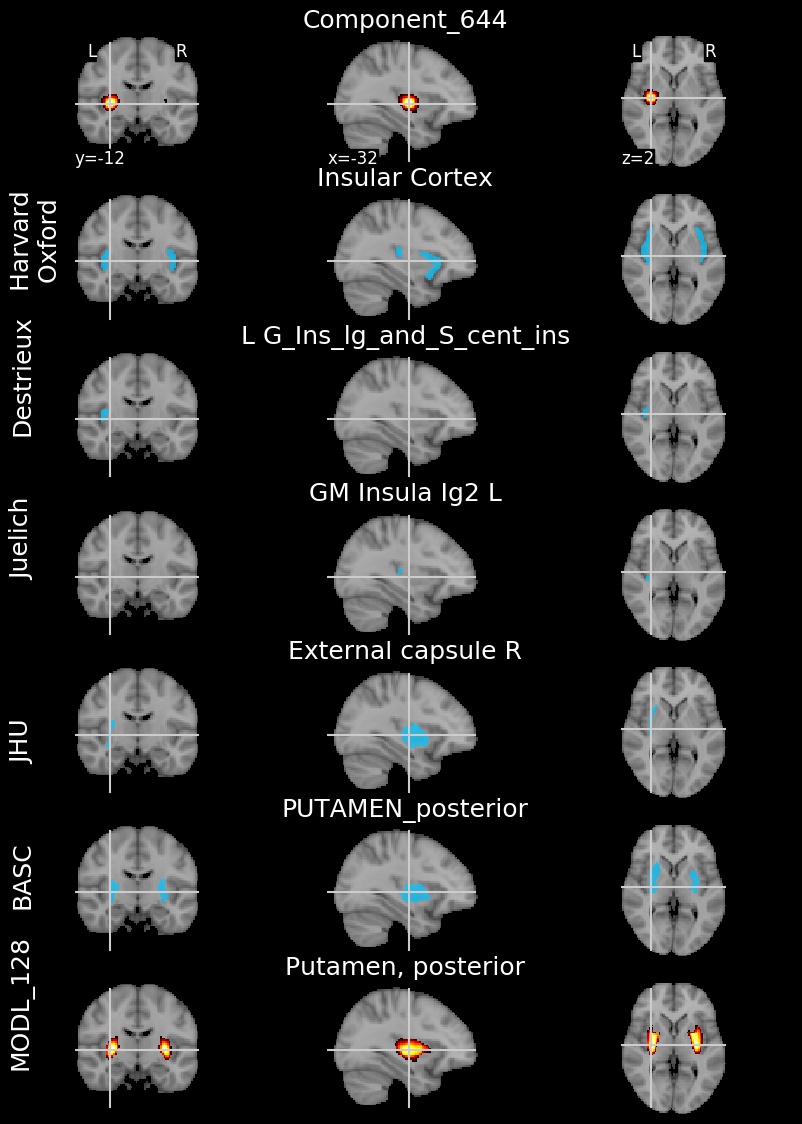 Component_644
L R
L R
y=-12
x=-32
z=2
Insular Cortex
Harvard
Oxford
L G_Ins_lg_and_S_cent_ins
Destrieux
GM Insula Ig2 L
Juelich
External capsule R
JHU
PUTAMEN_posterior
BASC
Putamen, posterior
MODL_128